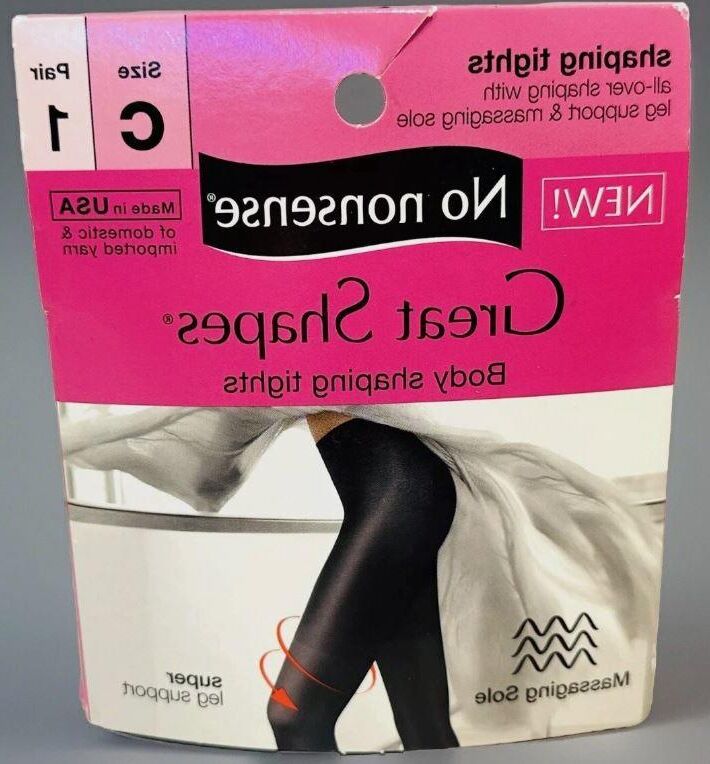 shaping tights
all-over shaping with
leg support & massaging sole
Size
C
Pair
1
NEW!
No nonsense®
Made in USA
of domestic &
imported yarn
Great Shapes®
Body shaping tights
Massaging Sole
super
leg support